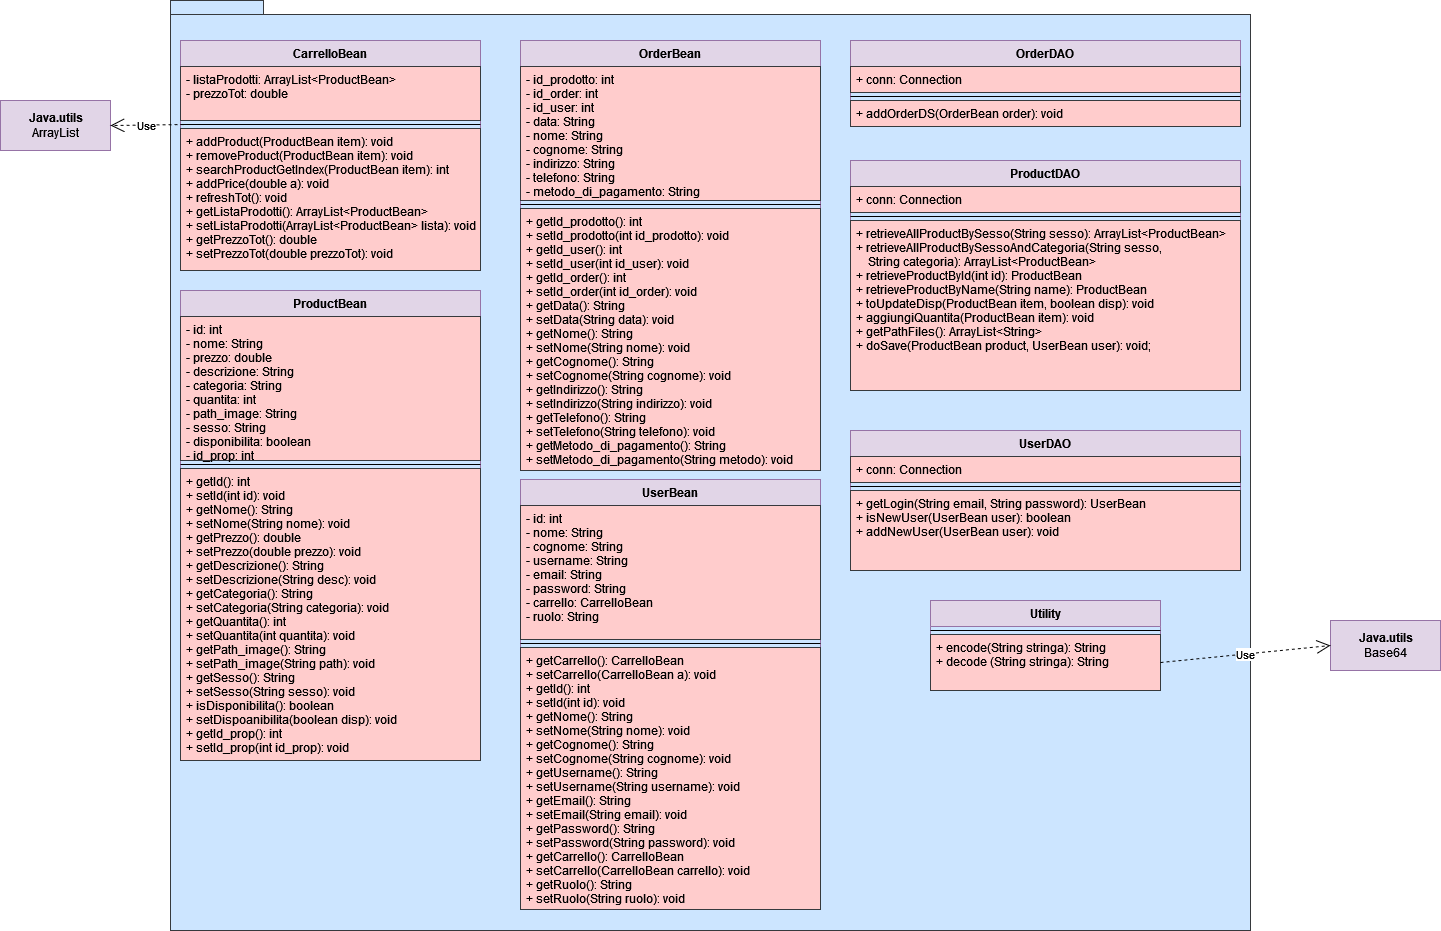 CarrelloBean
- listaProdotti: ArrayList<ProductBean>
- prezzoTot: double
+ addProduct(ProductBean item): void
+ removeProduct(ProductBean item): void
+ searchProductGetIndex(ProductBean item): int
+ addPrice(double a): void
+ refreshTot(): void
+ getListaProdotti(): ArrayList<ProductBean>
+ setListaProdotti(ArrayList<ProductBean> lista): void
+ getPrezzoTot(): double
+ setPrezzoTot(double prezzoTot): void
Java.utils
ArrayList
Use
ProductBean
- id: int
- nome: String
- prezzo: double
- descrizione: String
- categoria: String
- quantita: int
- path_image: String
- sesso: String
- disponibilita: boolean
- id_prop: int
+ getId(): int
+ setId(int id): void
+ getNome(): String
+ setNome(String nome): void
+ getPrezzo(): double
+ setPrezzo(double prezzo): void
+ getDescrizione(): String
+ setDescrizione(String desc): void
+ getCategoria(): String
+ setCategoria(String categoria): void
+ getQuantita(): int
+ setQuantita(int quantita): void
+ getPath_image(): String
+ setPath_image(String path): void
+ getSesso(): String
+ setSesso(String sesso): void
+ isDisponibilita(): boolean
+ setDispoanibilita(boolean disp): void
+ getId_prop(): int
+ setId_prop(int id_prop): void
OrderBean
- id_prodotto: int
- id_order: int
- id_user: int
- data: String
- nome: String
- cognome: String
- indirizzo: String
- telefono: String
- metodo_di_pagamento: String
+ getId_prodotto(): int
+ setId_prodotto(int id_prodotto): void
+ getId_user(): int
+ setId_user(int id_user): void
+ getId_order(): int
+ setId_order(int id_order): void
+ getData(): String
+ setData(String data): void
+ getNome(): String
+ setNome(String nome): void
+ getCognome(): String
+ setCognome(String cognome): void
+ getIndirizzo(): String
+ setIndirizzo(String indirizzo): void
+ getTelefono(): String
+ setTelefono(String telefono): void
+ getMetodo_di_pagamento(): String
+ setMetodo_di_pagamento(String metodo): void
UserBean
- id: int
- nome: String
- cognome: String
- username: String
- email: String
- password: String
- carrello: CarrelloBean
- ruolo: String
+ getCarrello(): CarrelloBean
+ setCarrello(CarrelloBean a): void
+ getId(): int
+ setId(int id): void
+ getNome(): String
+ setNome(String nome): void
+ getCognome(): String
+ setCognome(String cognome): void
+ getUsername(): String
+ setUsername(String username): void
+ getEmail(): String
+ setEmail(String email): void
+ getPassword(): String
+ setPassword(String password): void
+ getCarrello(): CarrelloBean
+ setCarrello(CarrelloBean carrello): void
+ getRuolo(): String
+ setRuolo(String ruolo): void
OrderDAO
+ conn: Connection
+ addOrderDS(OrderBean order): void
ProductDAO
+ conn: Connection
+ retrieveAllProductBySesso(String sesso): ArrayList<ProductBean>
+ retrieveAllProductBySessoAndCategoria(String sesso,
String categoria): ArrayList<ProductBean>
+ retrieveProductById(int id): ProductBean
+ retrieveProductByName(String name): ProductBean
+ toUpdateDisp(ProductBean item, boolean disp): void
+ aggiungiQuantita(ProductBean item): void
+ getPathFiles(): ArrayList<String>
+ doSave(ProductBean product, UserBean user): void;
UserDAO
+ conn: Connection
+ getLogin(String email, String password): UserBean
+ isNewUser(UserBean user): boolean
+ addNewUser(UserBean user): void
Utility
+ encode(String stringa): String
+ decode (String stringa): String
Use
Java.utils
Base64